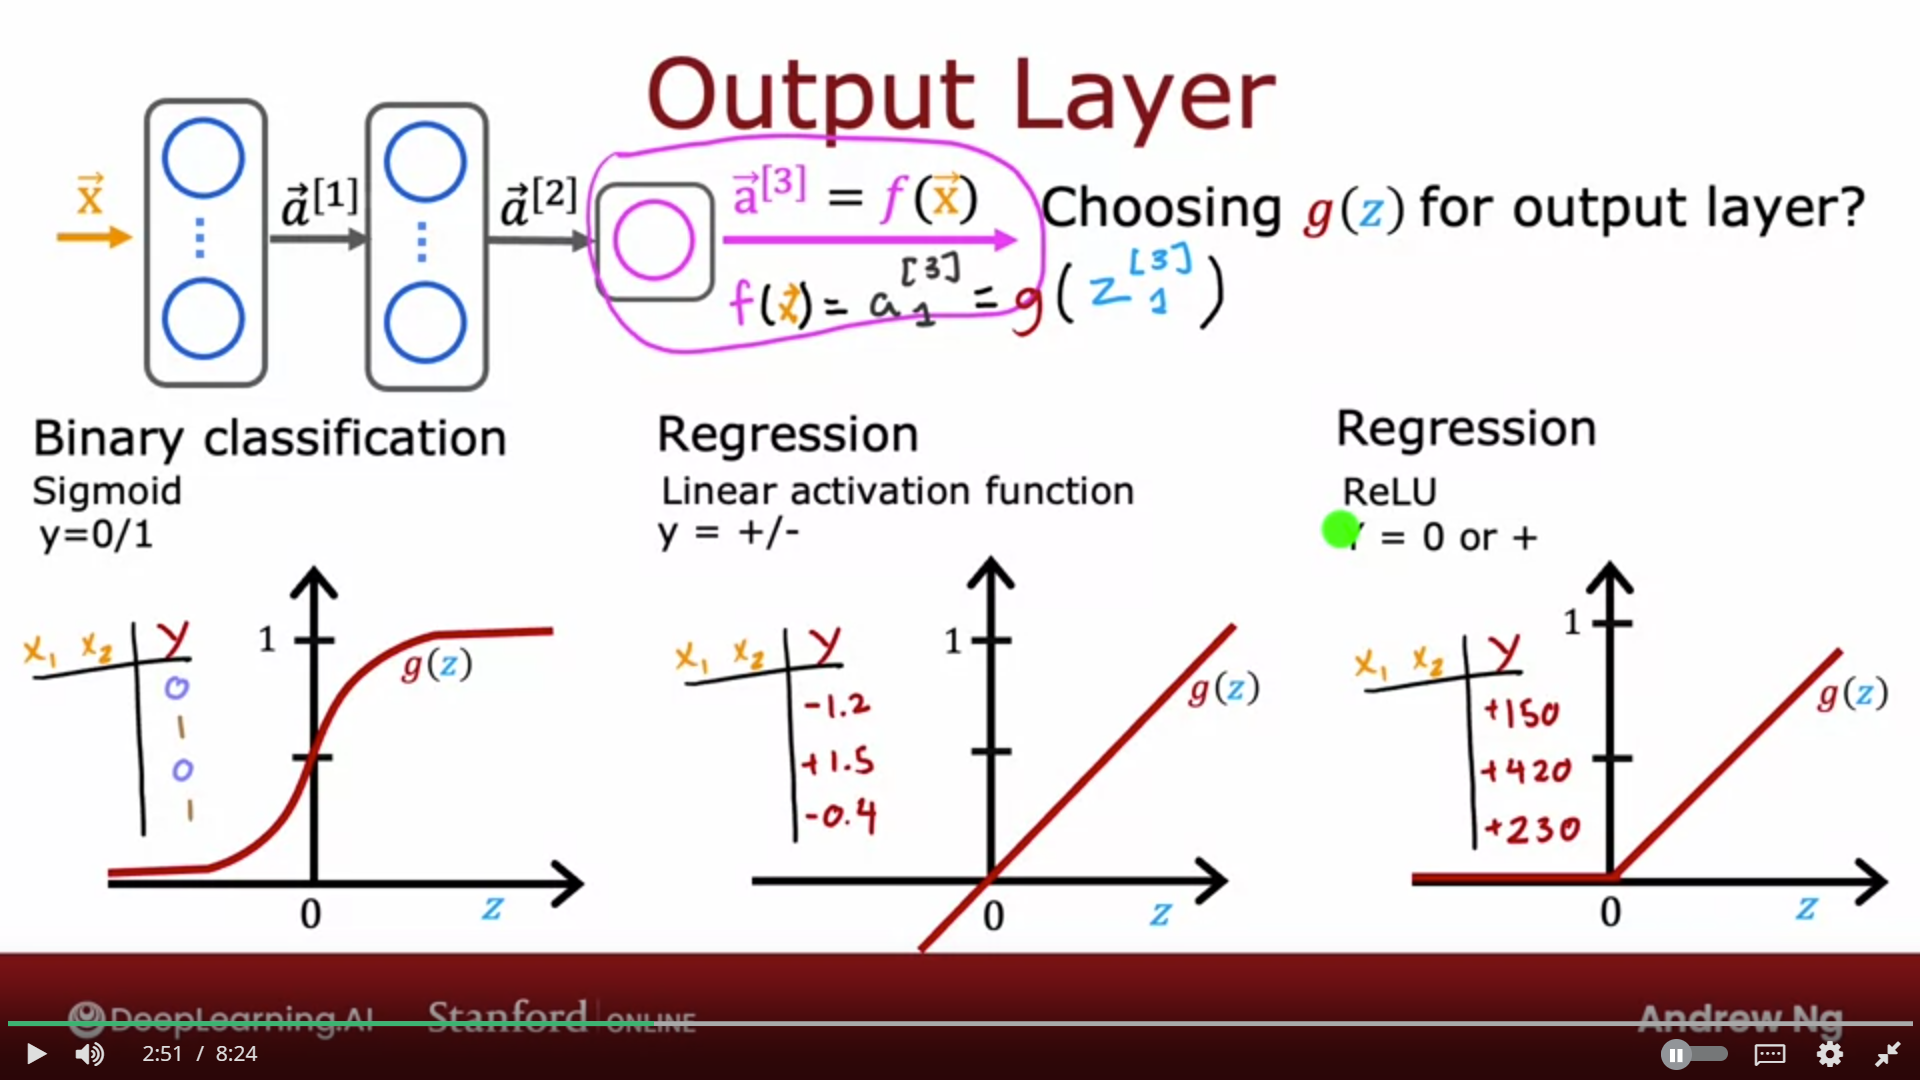 Output Layer
x⃗
a⃗[1]
a⃗[2]
a⃗[3] = f(x⃗)
f(x⃗) = a₁[3] = g(z₁[3])
Choosing g(z) for output layer?
Binary classification
Sigmoid
y=0/1
x₁ x₂ y
0
1
0
1
1
g(z)
0
z
Regression
Linear activation function
y = +/-
x₁ x₂ y
-1.2
+1.5
-0.4
1
g(z)
0
z
Regression
ReLU
Y = 0 or +
x₁ x₂ y
+150
+420
+230
1
g(z)
0
z
DeepLearning.AI
Stanford | ONLINE
Andrew Ng
2:51 / 8:24